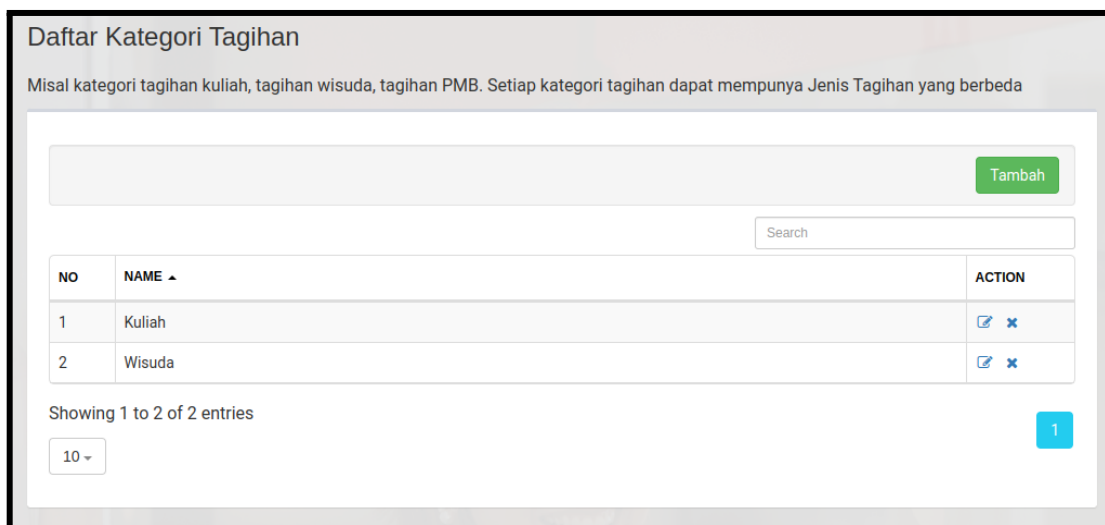 Daftar Kategori Tagihan
Misal kategori tagihan kuliah, tagihan wisuda, tagihan PMB. Setiap kategori tagihan dapat mempunya Jenis Tagihan yang berbeda
Tambah
Search
NO NAME ACTION
1 Kuliah
2 Wisuda
Showing 1 to 2 of 2 entries
1
10